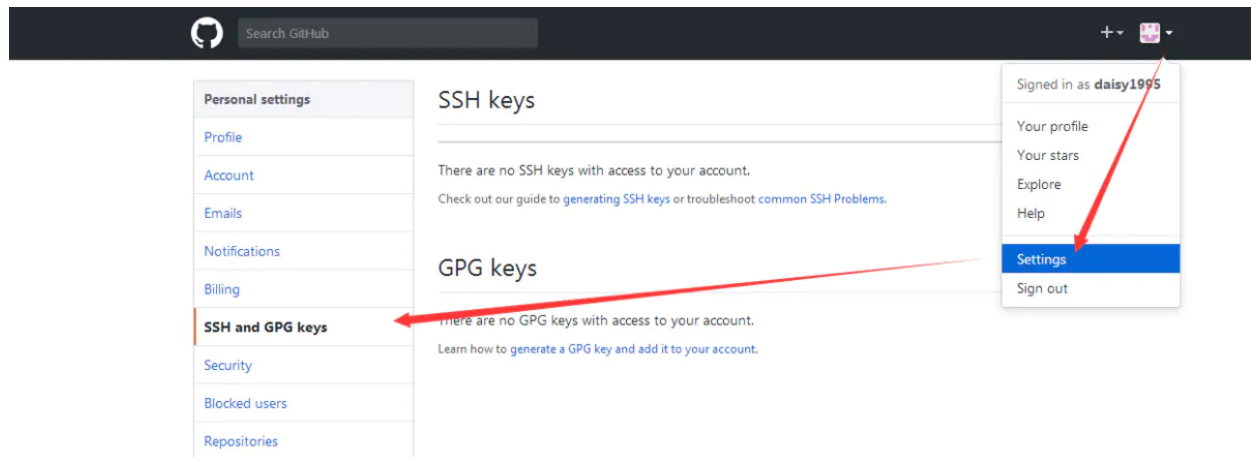 Search GitHub
Personal settings
Profile
Account
Emails
Notifications
Billing
SSH and GPG keys
Security
Blocked users
Repositories
SSH keys
There are no SSH keys with access to your account.
Check out our guide to generating SSH keys or troubleshoot common SSH Problems.
GPG keys
There are no GPG keys with access to your account.
Learn how to generate a GPG key and add it to your account.
Signed in as daisy1995
Your profile
Your stars
Explore
Help
Settings
Sign out